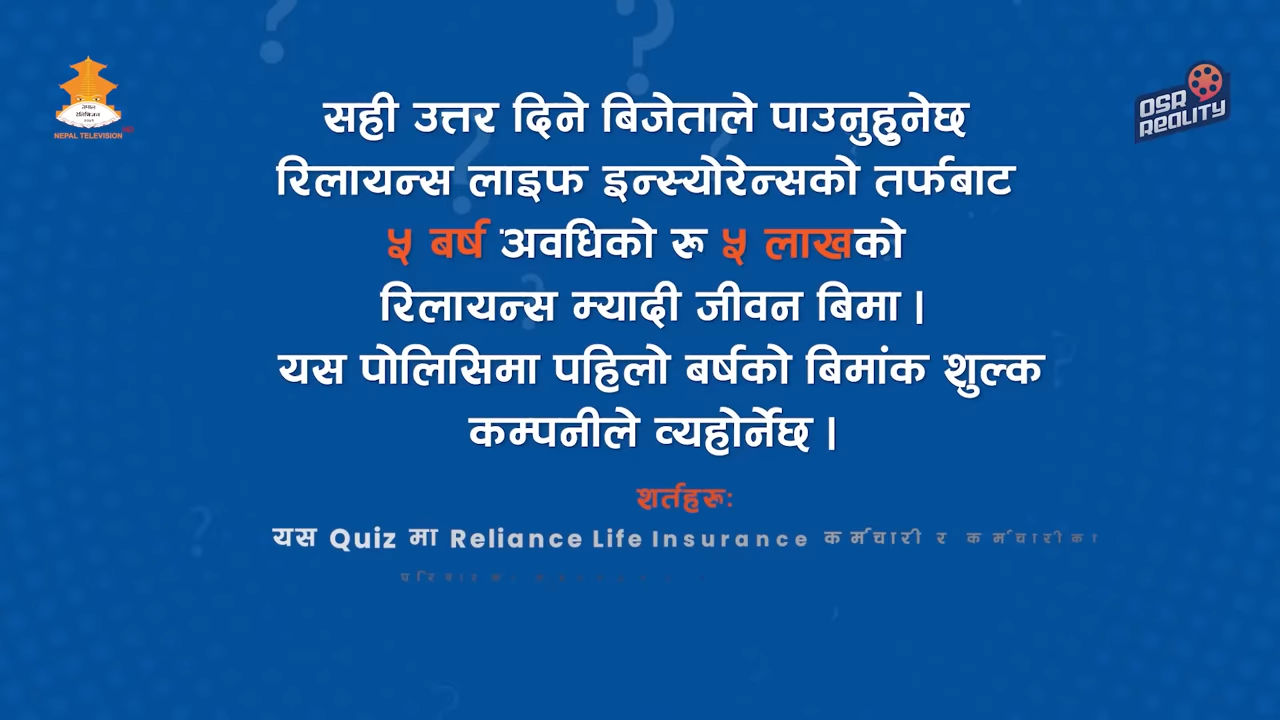 नेपाल
टेलिभिजन
NEPAL TELEVISION
OSR
REALITY
सही उत्तर दिने बिजेताले पाउनुहुनेछ
रिलायन्स लाइफ इन्स्योरेन्सको तर्फबाट
५ बर्ष अवधिको रू ५ लाखको
रिलायन्स म्यादी जीवन बिमा ।
यस पोलिसिमा पहिलो बर्षको बिमांक शुल्क
कम्पनीले व्यहोर्नेछ ।
शर्तहरू:
यस Quiz मा Reliance Life Insurance कर्मचारी र कर्मचारीका